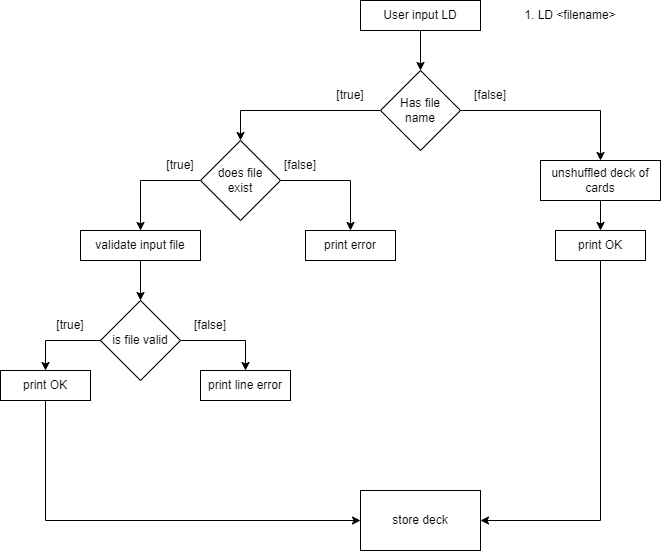 User input LD
1. LD <filename>
[true]
[false]
Has file
name
[true]
[false]
does file
exist
unshuffled deck of
cards
validate input file
print error
print OK
[true]
[false]
is file valid
print OK
print line error
store deck